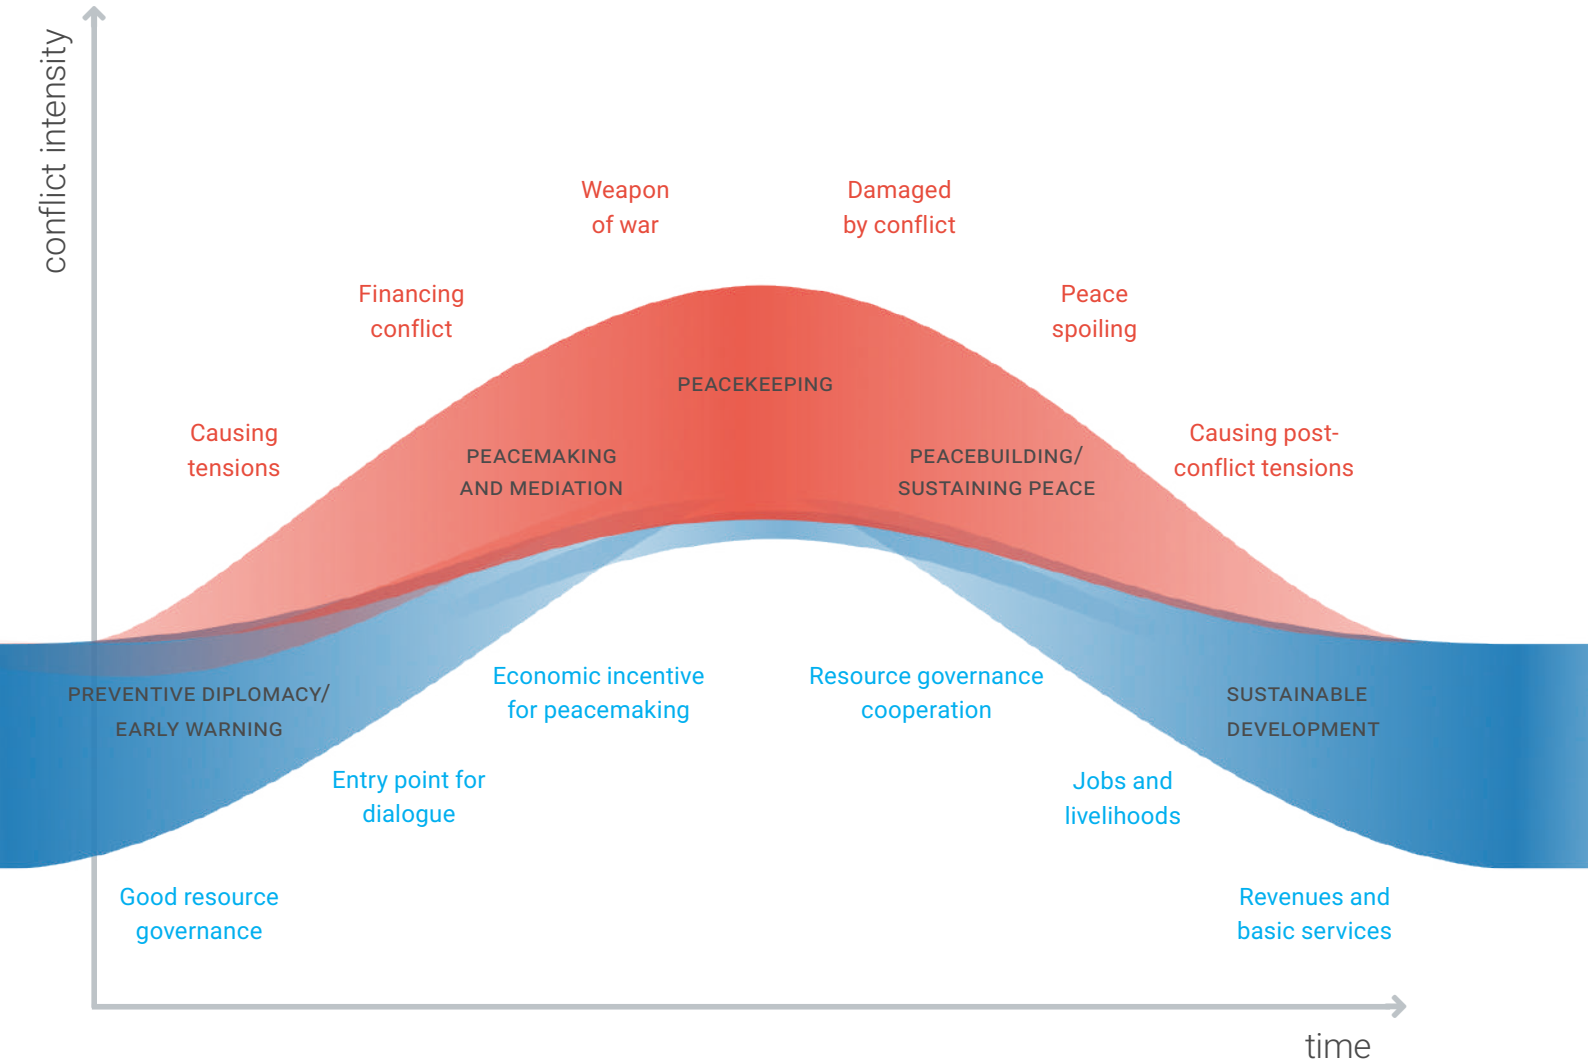 conflict intensity
Weapon
of war
Damaged
by conflict
Financing
conflict
Peace
spoiling
PEACEKEEPING
Causing
tensions
PEACEMAKING
AND MEDIATION
PEACEBUILDING/
SUSTAINING PEACE
Causing post-
conflict tensions
PREVENTIVE DIPLOMACY/
EARLY WARNING
Economic incentive
for peacemaking
Resource governance
cooperation
SUSTAINABLE
DEVELOPMENT
Entry point for
dialogue
Jobs and
livelihoods
Good resource
governance
Revenues and
basic services
time